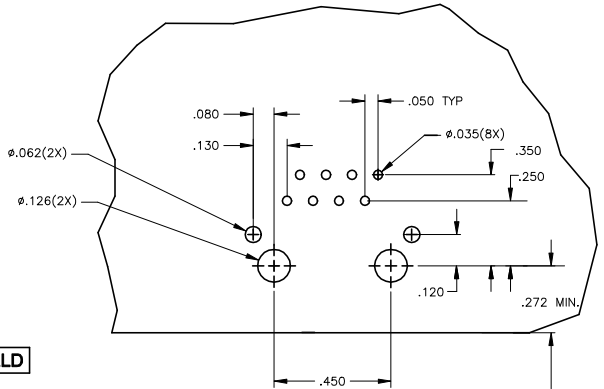 .080
.050 TYP
.130
ø.035(8X)
ø.062(2X)
.350
.250
ø.126(2X)
.120
.272 MIN.
LD
.450